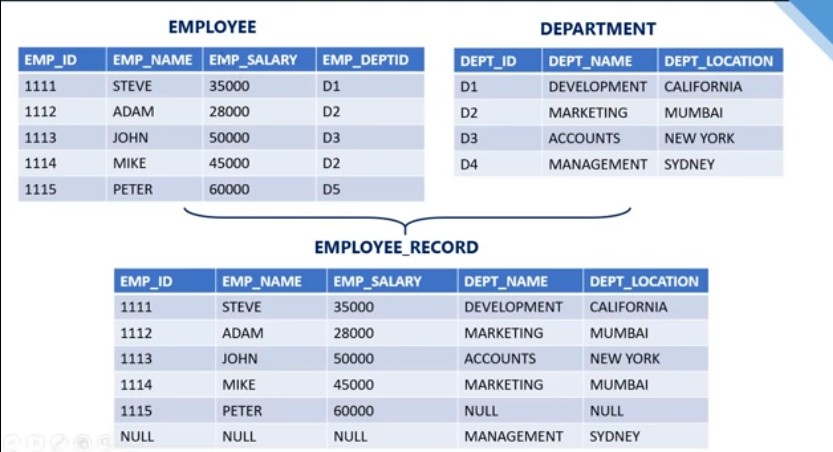 EMPLOYEE
EMP_ID EMP_NAME EMP_SALARY EMP_DEPTID
1111 STEVE 35000 D1
1112 ADAM 28000 D2
1113 JOHN 50000 D3
1114 MIKE 45000 D2
1115 PETER 60000 D5
DEPARTMENT
DEPT_ID DEPT_NAME DEPT_LOCATION
D1 DEVELOPMENT CALIFORNIA
D2 MARKETING MUMBAI
D3 ACCOUNTS NEW YORK
D4 MANAGEMENT SYDNEY
EMPLOYEE_RECORD
EMP_ID EMP_NAME EMP_SALARY DEPT_NAME DEPT_LOCATION
1111 STEVE 35000 DEVELOPMENT CALIFORNIA
1112 ADAM 28000 MARKETING MUMBAI
1113 JOHN 50000 ACCOUNTS NEW YORK
1114 MIKE 45000 MARKETING MUMBAI
1115 PETER 60000 NULL NULL
NULL NULL NULL MANAGEMENT SYDNEY